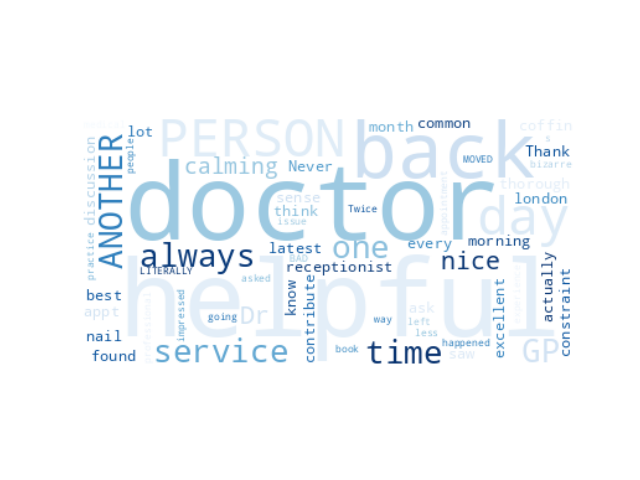 PERSON
back
month
common
coffin
s
lot
people
ANOTHER
discussion
practice
calming
Never
MOVED
Thank
bizarre
doctor
sense
think
issue
Twice
appointment
thorough
london
day
always
latest
one
every
morning
LITERALLY
BAD
receptionist
nice
actually
constraint
helpful
asked
know
contribute
best
appt
professional
impressed
going
Dr
way
ask
left
less
excellent
nail
found
service
book
time
happened
saw
GP